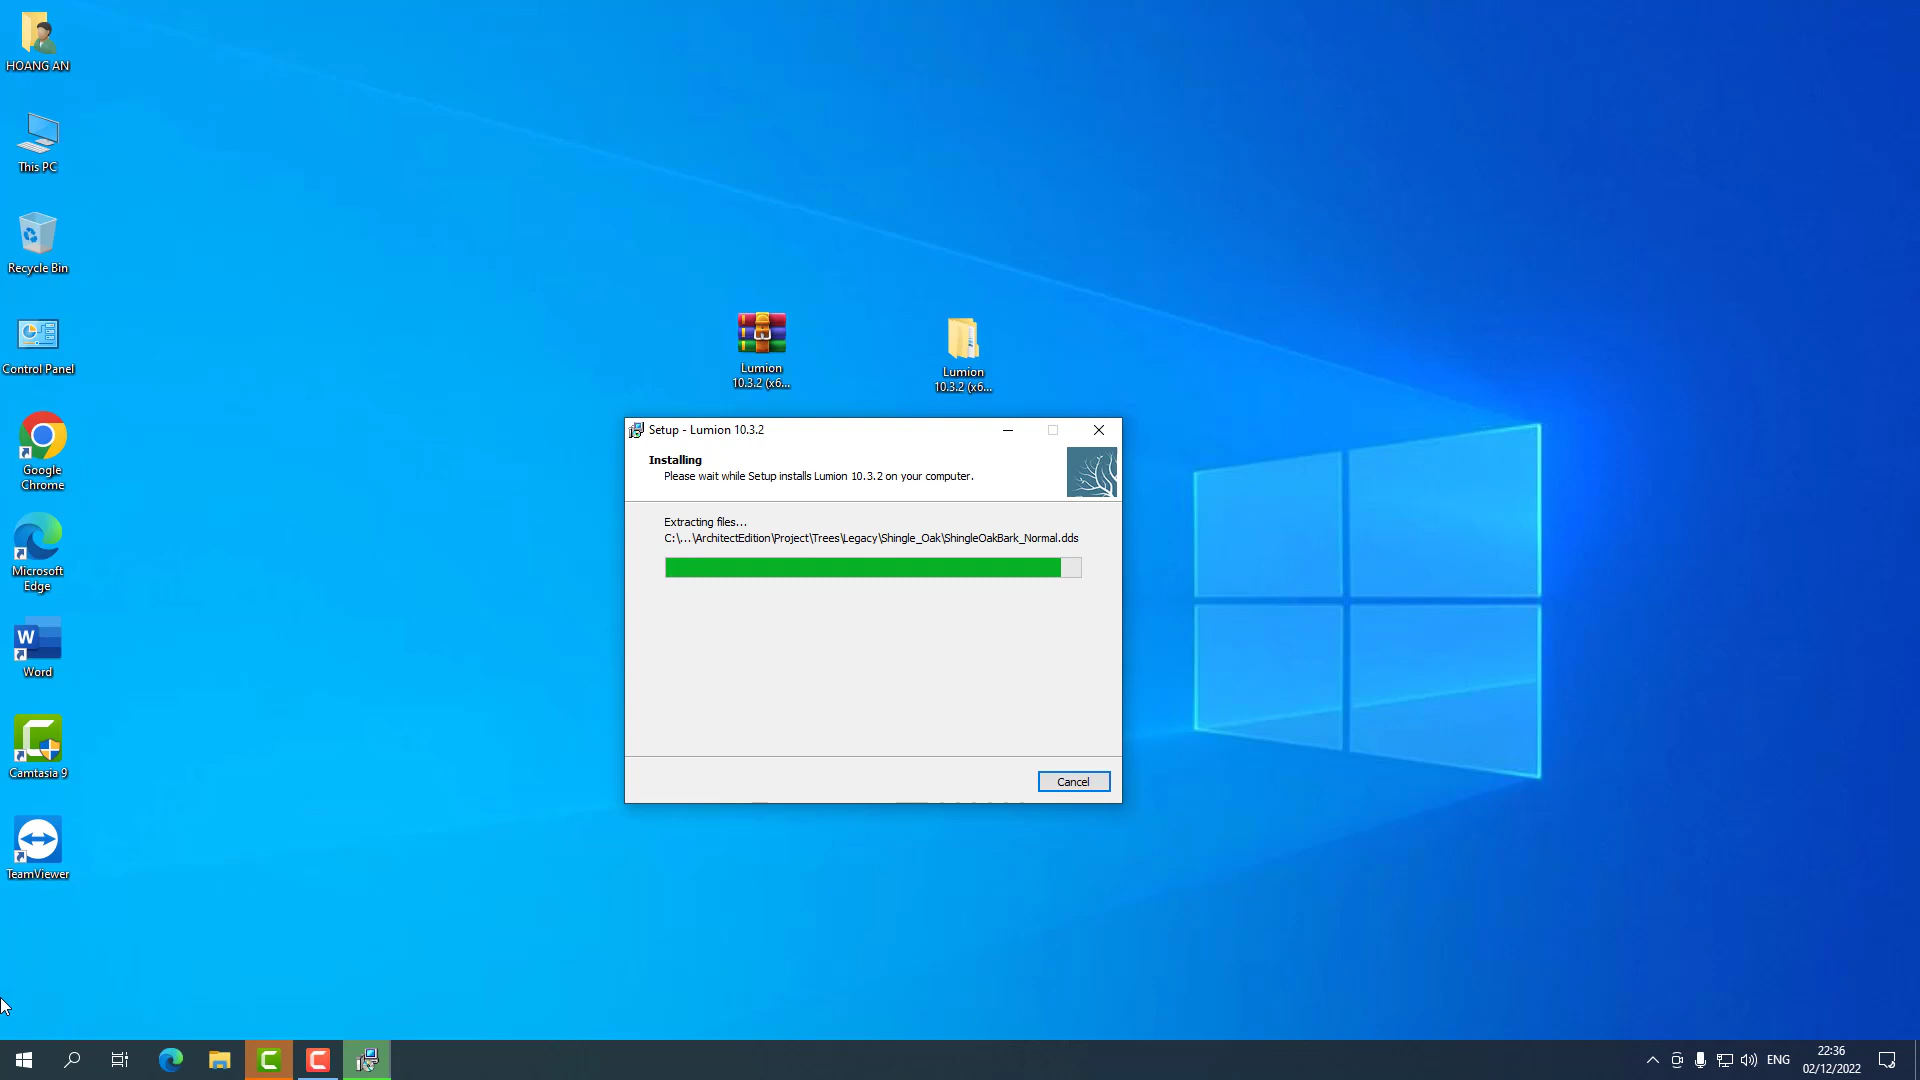 HOANG AN
This PC
Recycle Bin
Control Panel
Google
Chrome
Microsoft
Edge
W
Word
Camtasia 9
TeamViewer
Lumion
10.3.2 (x6...
Lumion
10.3.2 (x6...
Setup - Lumion 10.3.2
Installing
Please wait while Setup installs Lumion 10.3.2 on your computer.
Extracting files...
C:\...\ArchitectEdition\Project\Trees\Legacy\Shingle_Oak\ShingleOakBark_Normal.dds
Cancel
ENG
22:36
02/12/2022